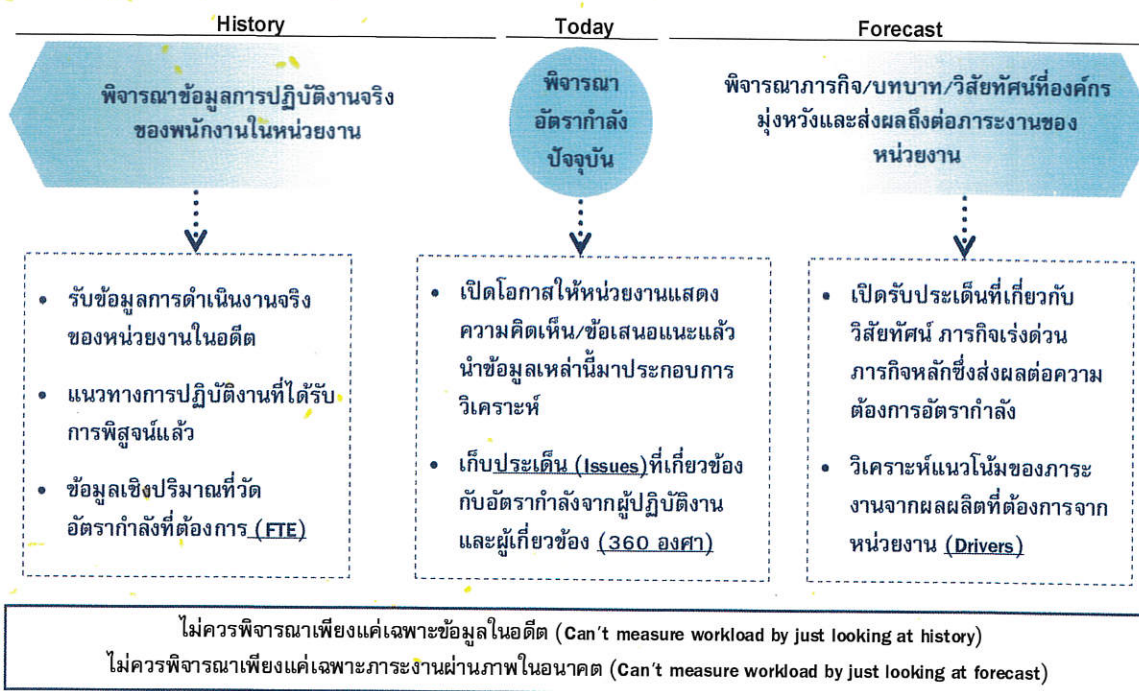 History
Today
Forecast
พิจารณาข้อมูลการปฏิบัติงานจริง
ของพนักงานในหน่วยงาน
พิจารณา
อัตรากำลัง
ปัจจุบัน
พิจารณาภารกิจ/บทบาท/วิสัยทัศน์ที่องค์กร
มุ่งหวังและส่งผลถึงต่อภาระงานของ
หน่วยงาน
• รับข้อมูลการดำเนินงานจริง
ของหน่วยงานในอดีต
• แนวทางการปฏิบัติงานที่ได้รับ
การพิสูจน์แล้ว
• ข้อมูลเชิงปริมาณที่วัด
อัตรากำลังที่ต้องการ (FTE)
• เปิดโอกาสให้หน่วยงานแสดง
ความคิดเห็น/ข้อเสนอแนะแล้ว
นำข้อมูลเหล่านี้มาประกอบการ
วิเคราะห์
• เก็บประเด็น (Issues)ที่เกี่ยวข้อง
กับอัตรากำลังจากผู้ปฏิบัติงาน
และผู้เกี่ยวข้อง (360 องศา)
• เปิดรับประเด็นที่เกี่ยวกับ
วิสัยทัศน์ ภารกิจเร่งด่วน
ภารกิจหลักซึ่งส่งผลต่อความ
ต้องการอัตรากำลัง
• วิเคราะห์แนวโน้มของภาระ
งานจากผลผลิตที่ต้องการจาก
หน่วยงาน (Drivers)
ไม่ควรพิจารณาเพียงแค่เฉพาะข้อมูลในอดีต (Can't measure workload by just looking at history)
ไม่ควรพิจารณาเพียงแค่เฉพาะภาระงานผ่านภาพในอนาคต (Can't measure workload by just looking at forecast)